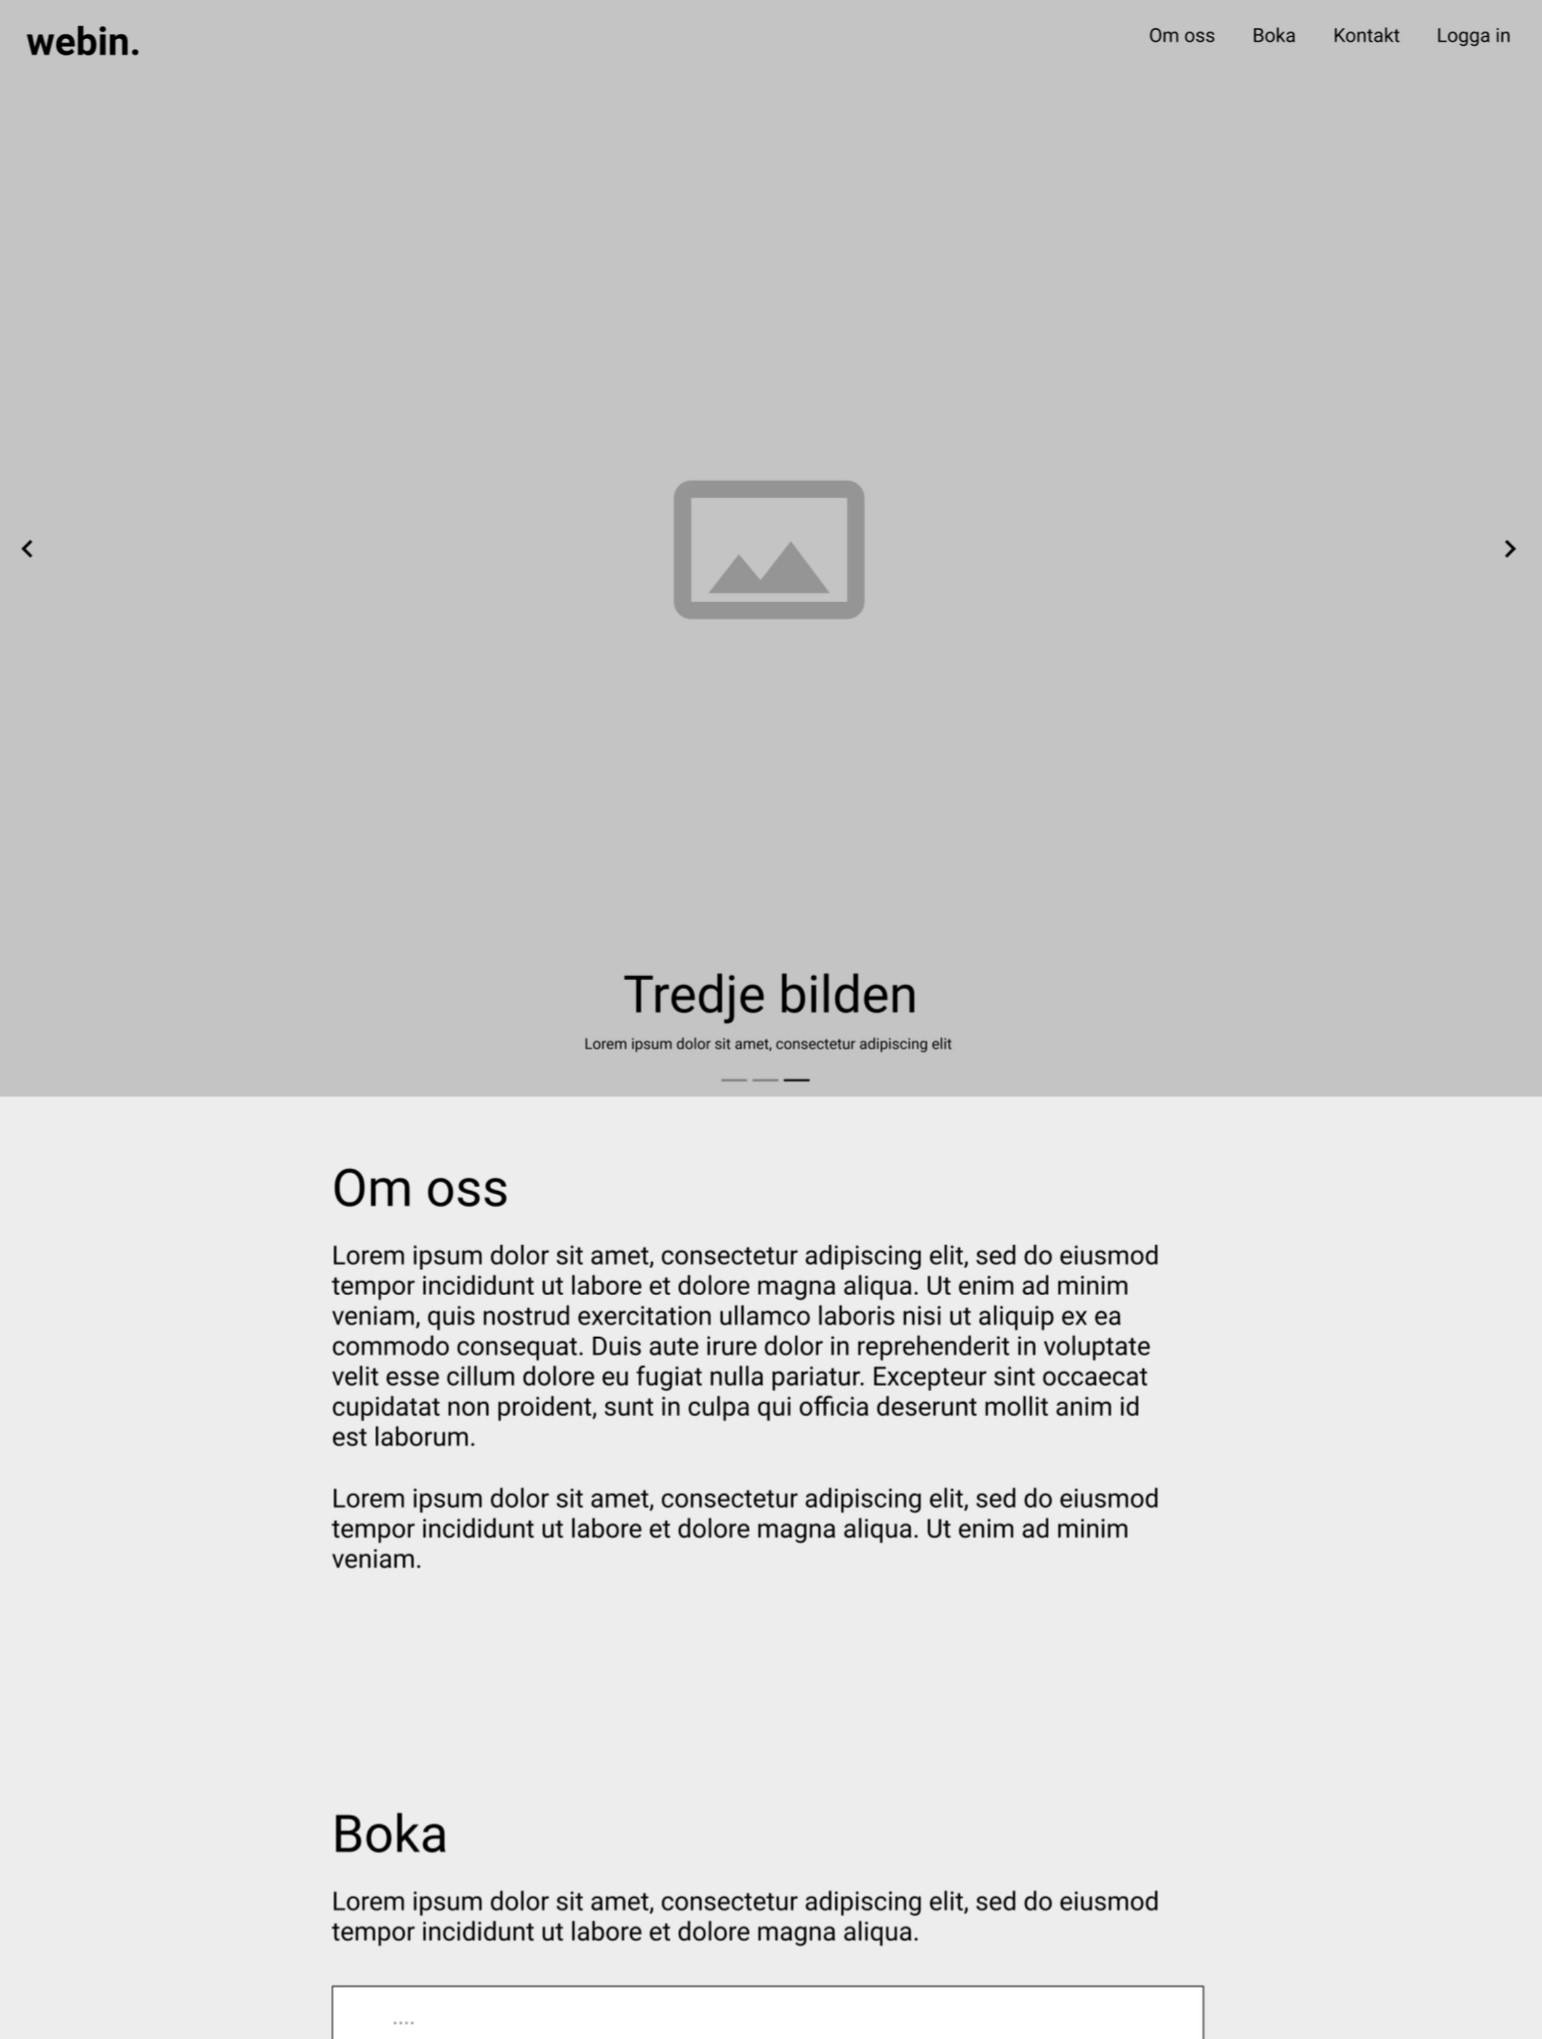 webin.
Om oss Boka Kontakt Logga in
Tredje bilden
Lorem ipsum dolor sit amet, consectetur adipiscing elit
Om oss
Lorem ipsum dolor sit amet, consectetur adipiscing elit, sed do eiusmod
tempor incididunt ut labore et dolore magna aliqua. Ut enim ad minim
veniam, quis nostrud exercitation ullamco laboris nisi ut aliquip ex ea
commodo consequat. Duis aute irure dolor in reprehenderit in voluptate
velit esse cillum dolore eu fugiat nulla pariatur. Excepteur sint occaecat
cupidatat non proident, sunt in culpa qui officia deserunt mollit anim id
est laborum.
Lorem ipsum dolor sit amet, consectetur adipiscing elit, sed do eiusmod
tempor incididunt ut labore et dolore magna aliqua. Ut enim ad minim
veniam.
Boka
Lorem ipsum dolor sit amet, consectetur adipiscing elit, sed do eiusmod
tempor incididunt ut labore et dolore magna aliqua.